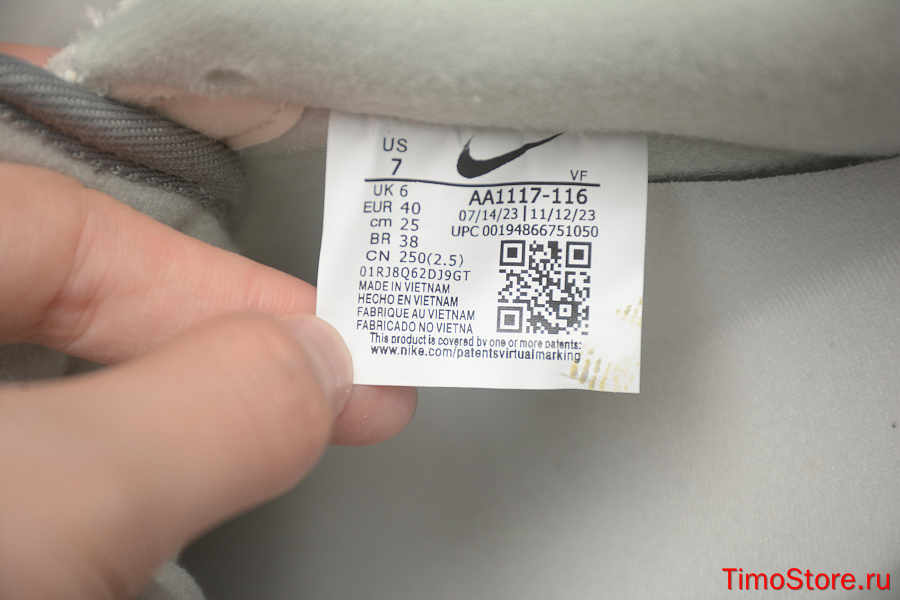 US
7
VF
UK 6
EUR 40
cm 25
BR 38
CN 250(2.5)
01RJ8Q62DJ9GT
AA1117-116
07/14/23 | 11/12/23
UPC 00194866751050
MADE IN VIETNAM
HECHO EN VIETNAM
FABRIQUE AU VIETNAM
FABRICADO NO VIETNA
This product is covered by one or more patents:
www.nike.com/patentsvirtualmarking
TimoStore.ru